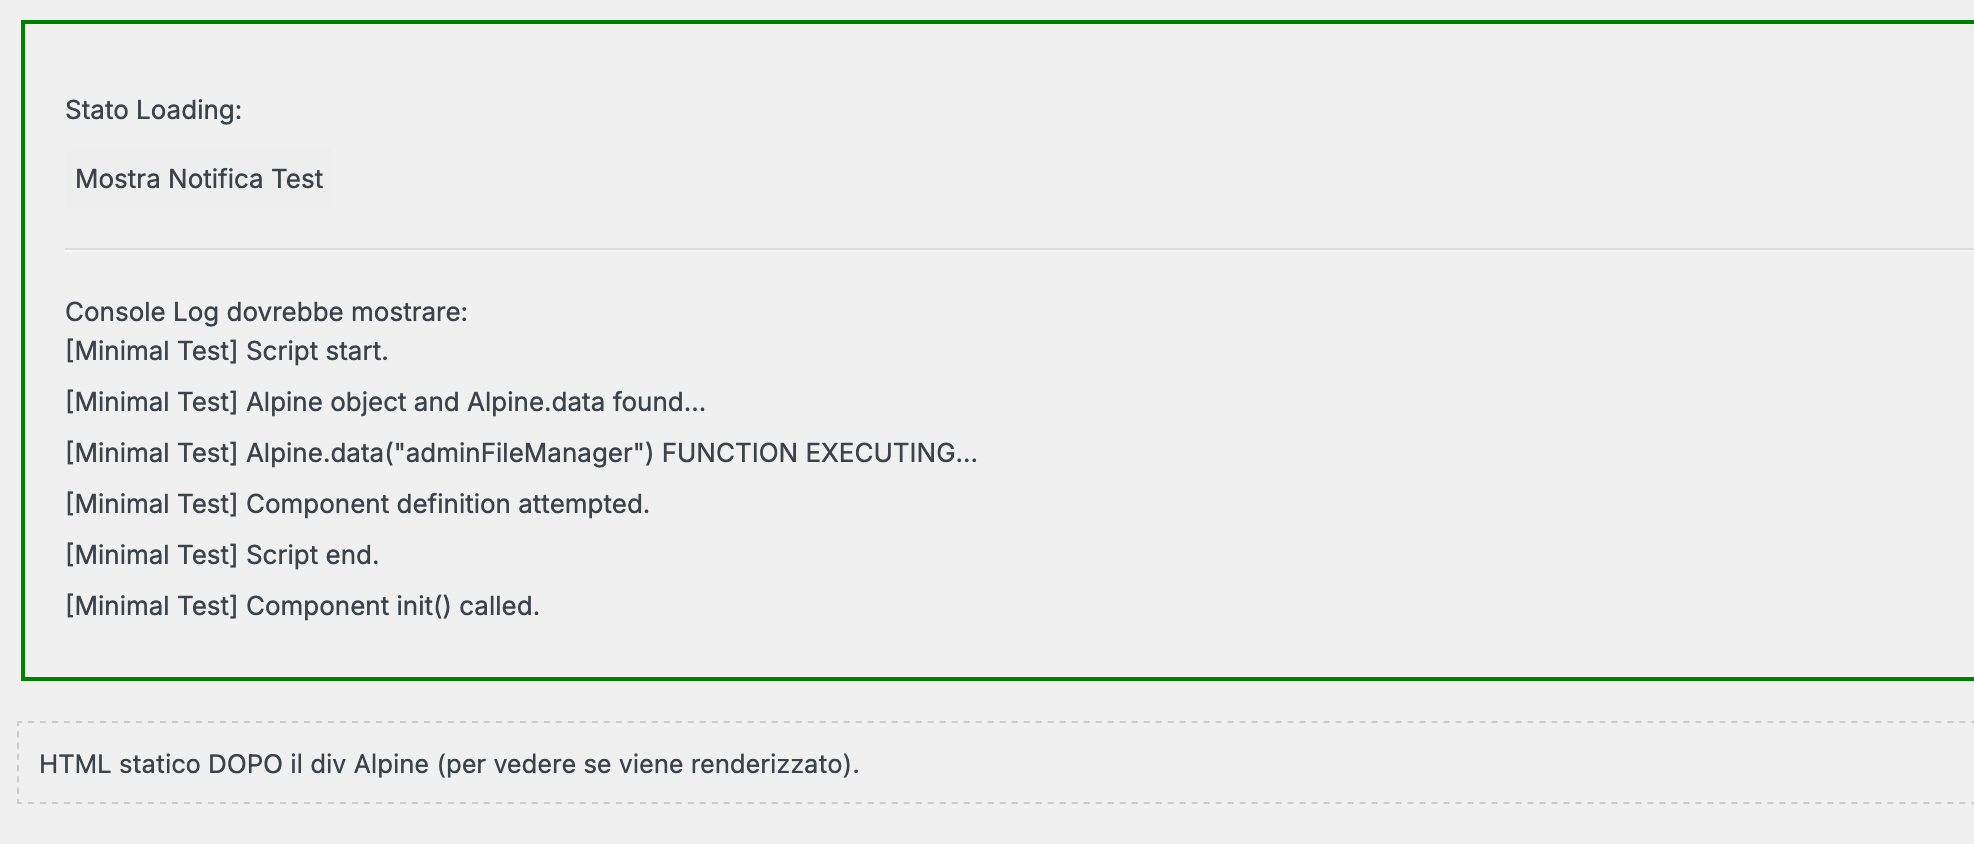 Stato Loading:
Mostra Notifica Test
Console Log dovrebbe mostrare:
[Minimal Test] Script start.
[Minimal Test] Alpine object and Alpine.data found...
[Minimal Test] Alpine.data("adminFileManager") FUNCTION EXECUTING...
[Minimal Test] Component definition attempted.
[Minimal Test] Script end.
[Minimal Test] Component init() called.
HTML statico DOPO il div Alpine (per vedere se viene renderizzato).